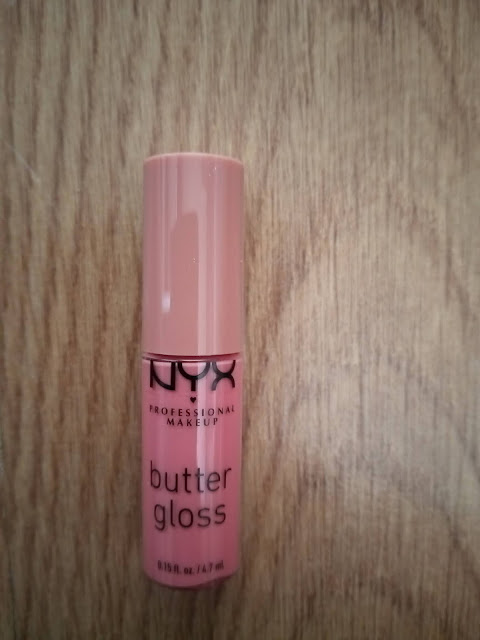 NYX
PROFESSIONAL
MAKEUP
butter
gloss
0.15 fl. oz. / 4.7 ml